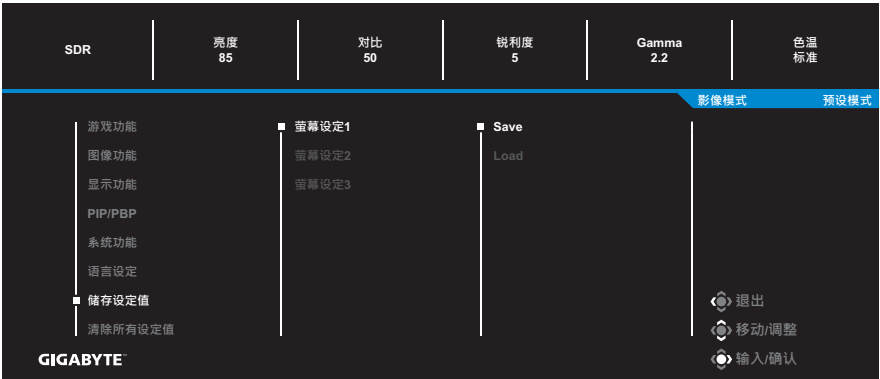 SDR
亮度
85
对比
50
锐利度
5
Gamma
2.2
色温
标准
影像模式
预设模式
游戏功能
图像功能
显示功能
PIP/PBP
系统功能
语言设定
储存设定值
清除所有设定值
萤幕设定1
萤幕设定2
萤幕设定3
Save
Load
退出
移动/调整
输入/确认
GIGABYTE™